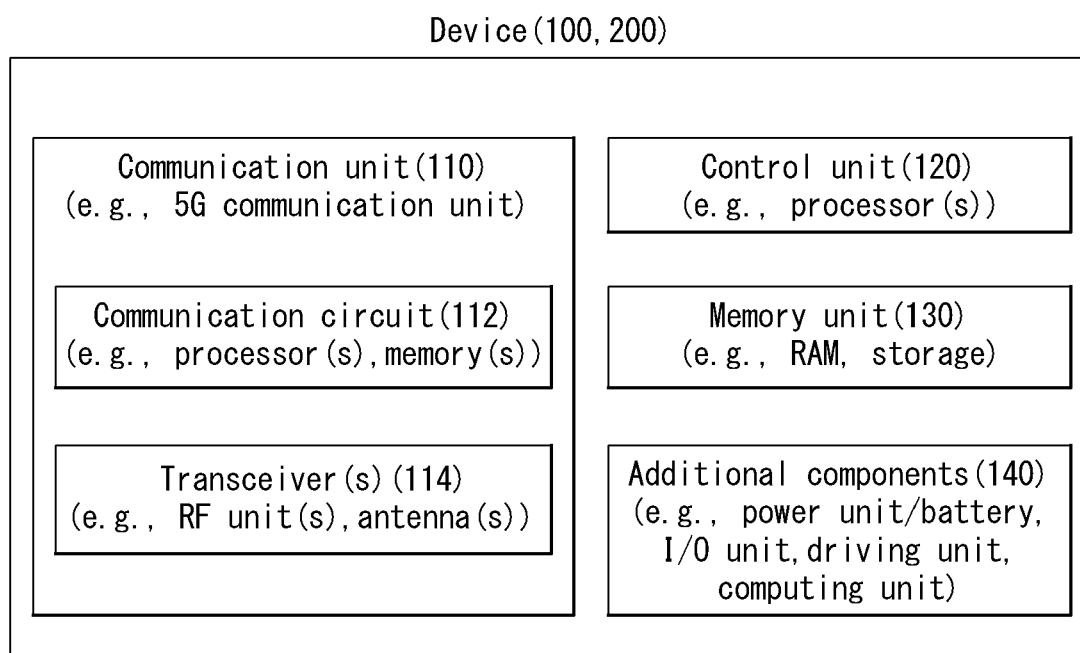 Device(100,200)
Communication unit(110)
(e.g., 5G communication unit)
Communication circuit(112)
(e.g., processor(s),memory(s))
Transceiver(s)(114)
(e.g., RF unit(s),antenna(s))
Control unit(120)
(e.g., processor(s))
Memory unit(130)
(e.g., RAM, storage)
Additional components(140)
(e.g., power unit/battery,
I/O unit,driving unit,
computing unit)